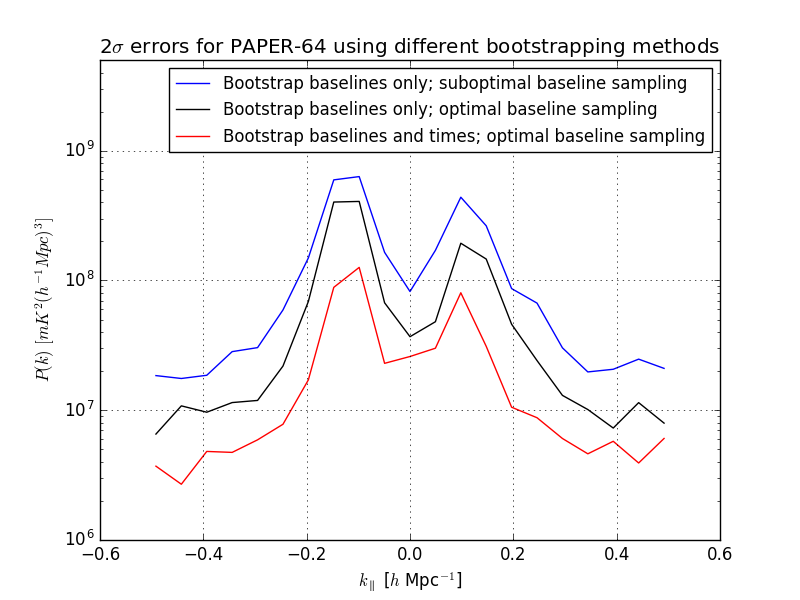 2σ errors for PAPER-64 using different bootstrapping methods
Bootstrap baselines only; suboptimal baseline sampling
Bootstrap baselines only; optimal baseline sampling
Bootstrap baselines and times; optimal baseline sampling
P(k) [mK² (h⁻¹ Mpc)³]
10⁹
10⁸
10⁷
10⁶
−0.6 −0.4 −0.2 0.0 0.2 0.4 0.6
k∥ [h Mpc⁻¹]